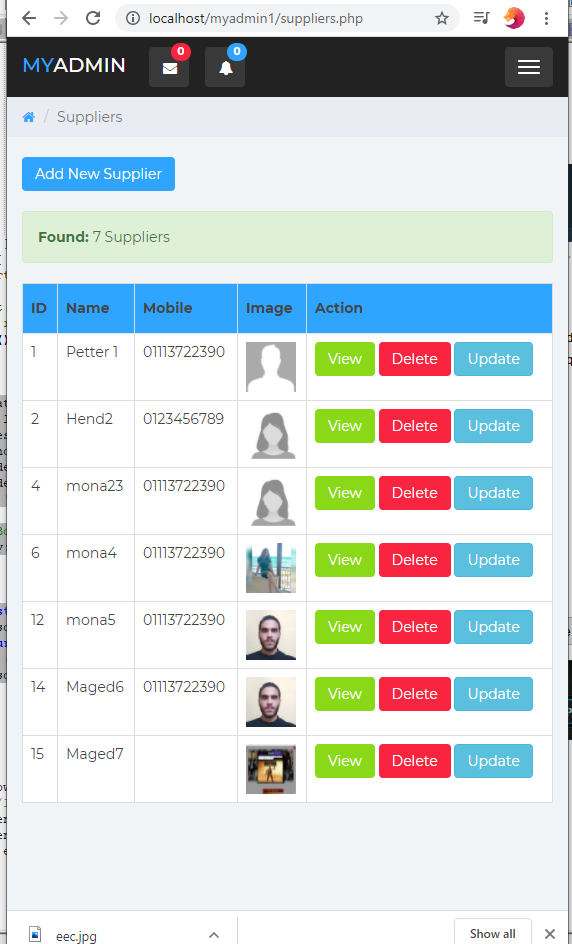 localhost/myadmin1/suppliers.php
MYADMIN 0 0
/ Suppliers
Add New Supplier
Found: 7 Suppliers
ID Name Mobile Image Action
1 Petter 1 01113722390 View Delete Update
2 Hend2 0123456789 View Delete Update
4 mona23 01113722390 View Delete Update
6 mona4 01113722390 View Delete Update
12 mona5 01113722390 View Delete Update
14 Maged6 01113722390 View Delete Update
15 Maged7 View Delete Update
eec.jpg Show all